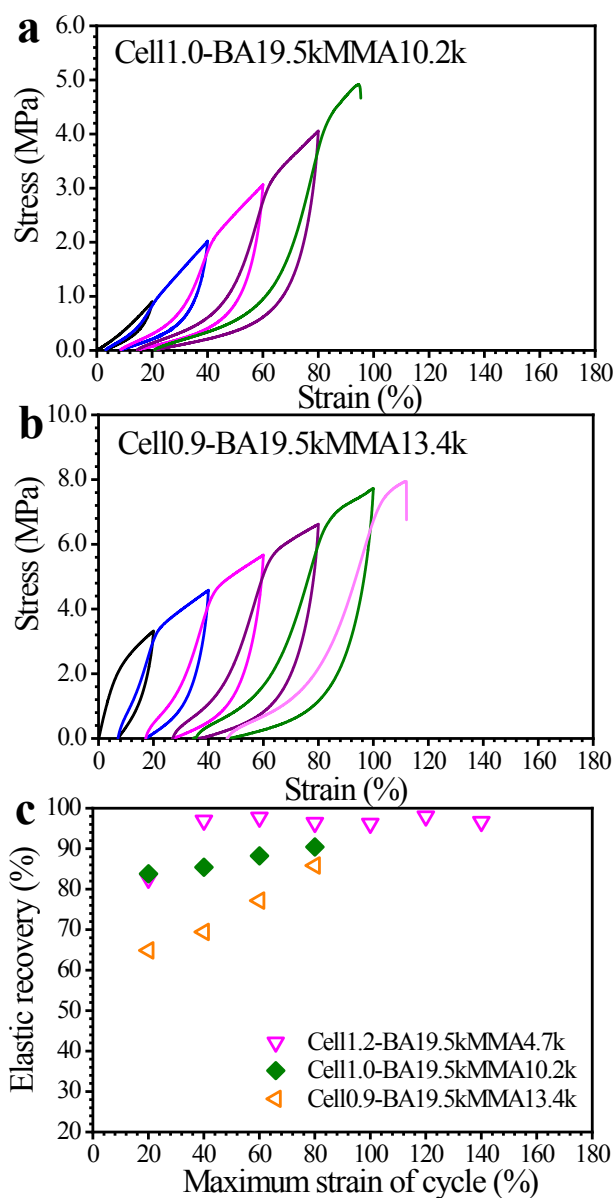 a
Cell1.0-BA19.5kMMA10.2k
Stress (MPa)
6.0
5.0
4.0
3.0
2.0
1.0
0.0
0 20 40 60 80 100 120 140 160 180
Strain (%)
b
Cell0.9-BA19.5kMMA13.4k
Stress (MPa)
10.0
8.0
6.0
4.0
2.0
0.0
0 20 40 60 80 100 120 140 160 180
Strain (%)
c
Elastic recovery (%)
100
90
80
70
60
50
40
30
20
Cell1.2-BA19.5kMMA4.7k
Cell1.0-BA19.5kMMA10.2k
Cell0.9-BA19.5kMMA13.4k
0 20 40 60 80 100 120 140 160 180
Maximum strain of cycle (%)